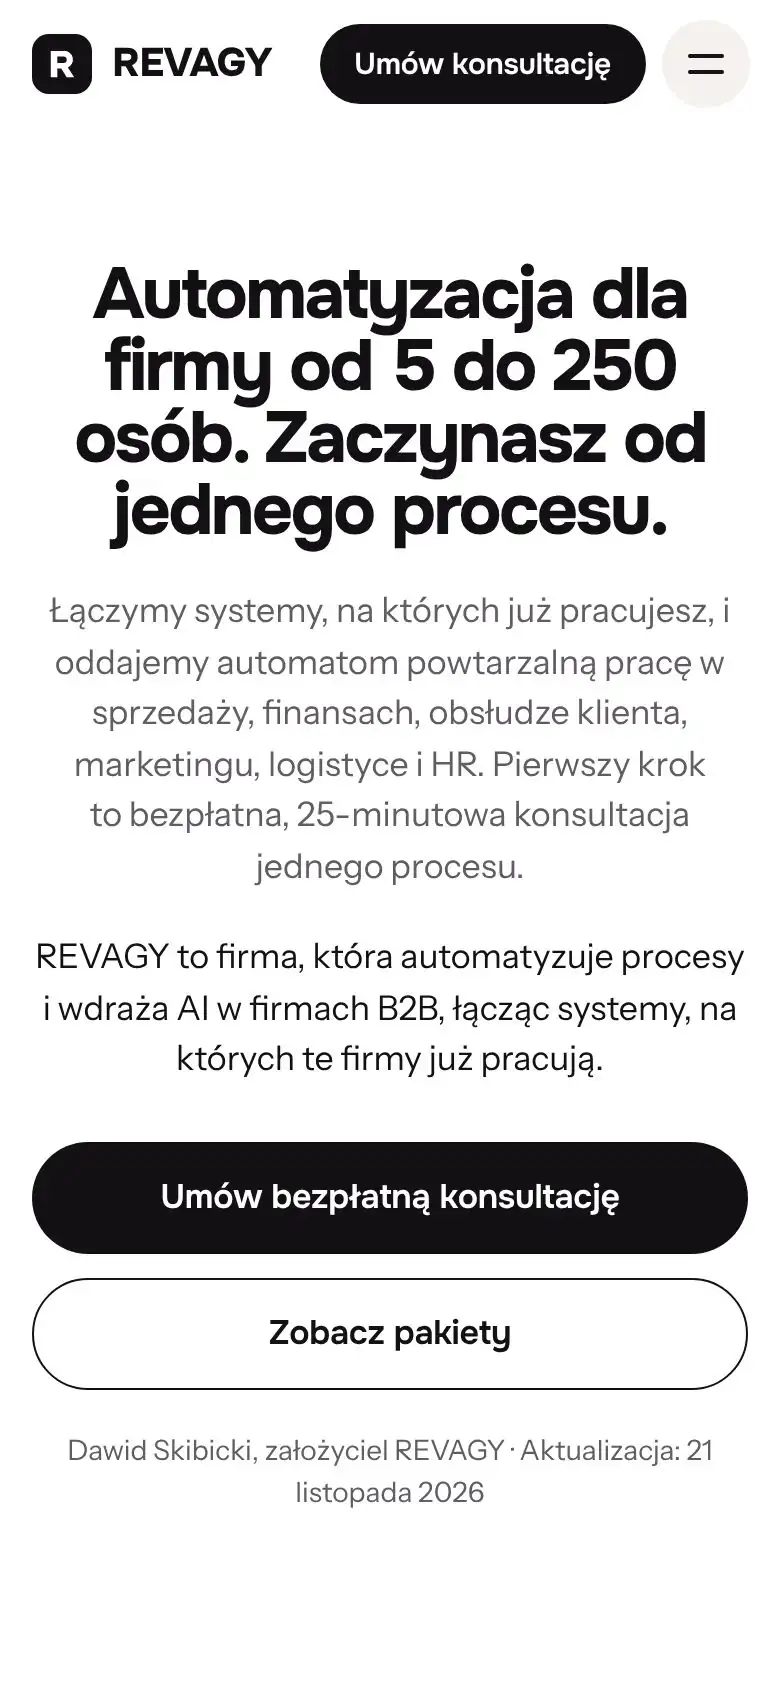 R REVAGY
Umów konsultację
Automatyzacja dla
firmy od 5 do 250
osób. Zaczynasz od
jednego procesu.
Łączymy systemy, na których już pracujesz, i
oddajemy automatom powtarzalną pracę w
sprzedaży, finansach, obsłudze klienta,
marketingu, logistyce i HR. Pierwszy krok
to bezpłatna, 25-minutowa konsultacja
jednego procesu.
REVAGY to firma, która automatyzuje procesy
i wdraża AI w firmach B2B, łącząc systemy, na
których te firmy już pracują.
Umów bezpłatną konsultację
Zobacz pakiety
Dawid Skibicki, założyciel REVAGY · Aktualizacja: 21
listopada 2026